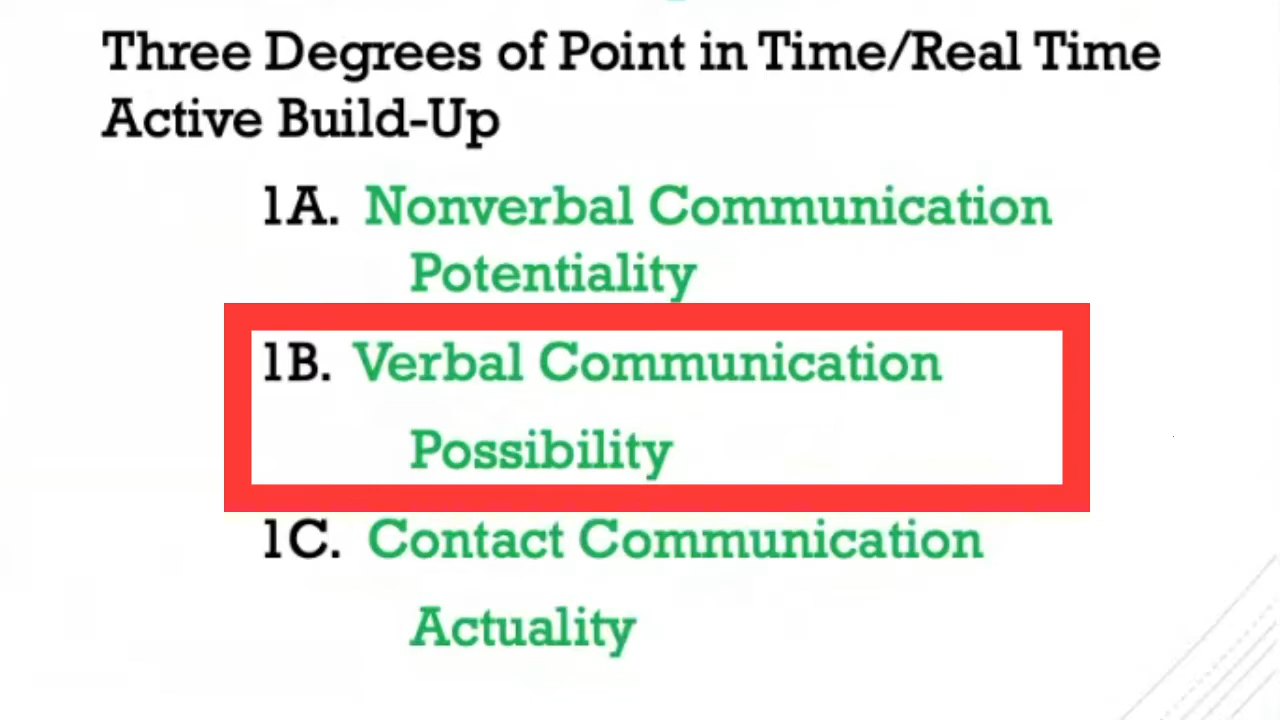 Three Degrees of Point in Time/Real Time
Active Build-Up
1A. Nonverbal Communication
Potentiality
1B. Verbal Communication
Possibility
1C. Contact Communication
Actuality